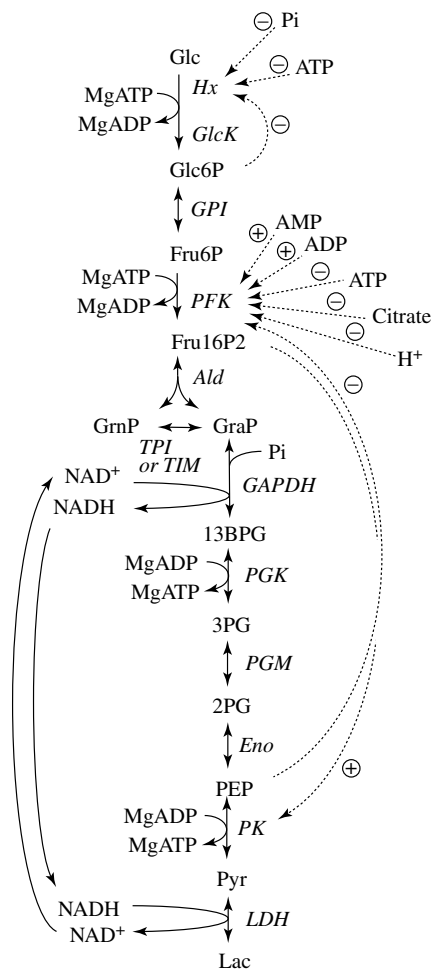 ⊖ Pi
Glc
⊖ ATP
Hx
MgATP
MgADP
⊖
GlcK
Glc6P
GPI
⊕ AMP
Fru6P
⊕ ADP
MgATP
⊖ ATP
MgADP
PFK
⊖ Citrate
Fru16P2
⊖ H⁺
Ald
⊖
GrnP
GraP
TPI
or TIM
Pi
NAD⁺
GAPDH
NADH
13BPG
MgADP
PGK
MgATP
3PG
PGM
2PG
Eno
⊕
PEP
MgADP
PK
MgATP
Pyr
NADH
LDH
NAD⁺
Lac